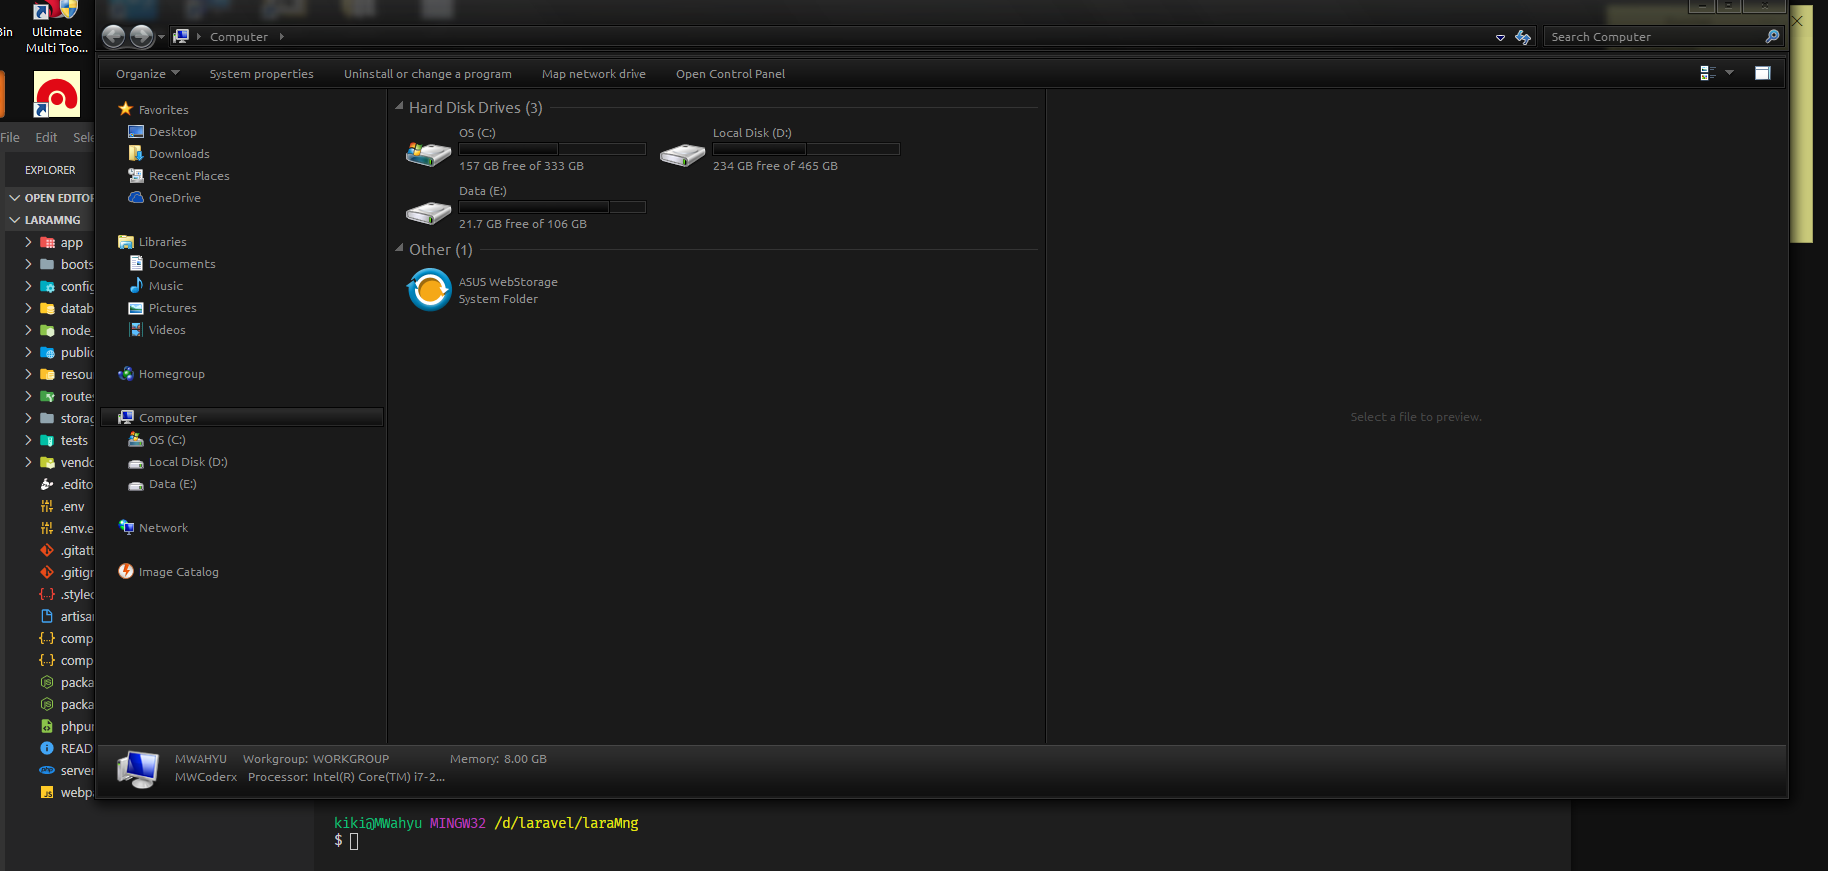 Bin
Ultimate
Multi Too...
Computer
Search Computer
Organize
System properties
Uninstall or change a program
Map network drive
Open Control Panel
File Edit Sele
EXPLORER
OPEN EDITOR
LARAMNG
app
boots
config
datab
node_
public
resou
routes
storag
tests
vendo
.edito
.env
.env.e
.gitatt
.gitign
.stylec
artisan
comp
comp
packa
packa
phpun
READ
server
webpa
Favorites
Desktop
Downloads
Recent Places
OneDrive
Libraries
Documents
Music
Pictures
Videos
Homegroup
Computer
OS (C:)
Local Disk (D:)
Data (E:)
Network
Image Catalog
Hard Disk Drives (3)
OS (C:)
157 GB free of 333 GB
Local Disk (D:)
234 GB free of 465 GB
Data (E:)
21.7 GB free of 106 GB
Other (1)
ASUS WebStorage
System Folder
Select a file to preview.
MWAHYU Workgroup: WORKGROUP Memory: 8.00 GB
MWCoderx Processor: Intel(R) Core(TM) i7-2...
kiki@MWahyu MINGW32 /d/laravel/laraMng
$